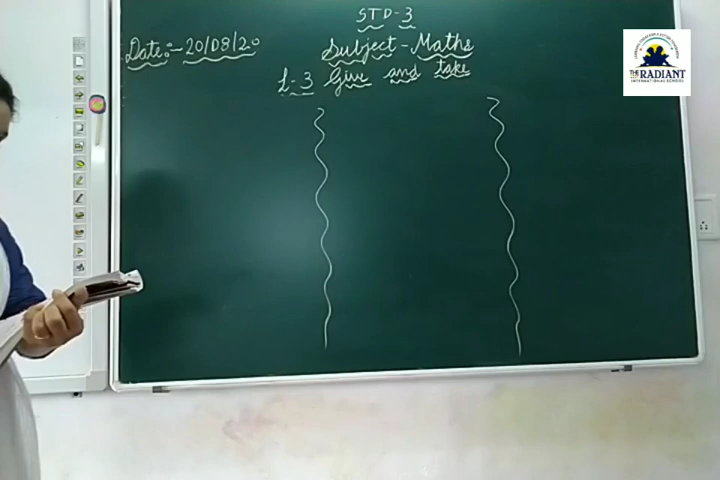 STD-3
Date:- 20/08/20
Subject - Maths
L-3 Give and take
THE RADIANT
INTERNATIONAL SCHOOL